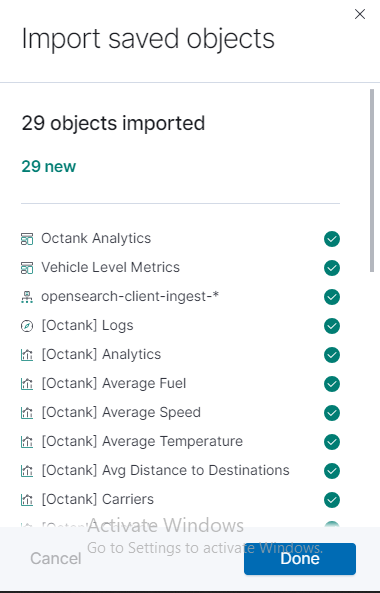 Import saved objects
29 objects imported
29 new
Octank Analytics
Vehicle Level Metrics
opensearch-client-ingest-*
[Octank] Logs
[Octank] Analytics
[Octank] Average Fuel
[Octank] Average Speed
[Octank] Average Temperature
[Octank] Avg Distance to Destinations
[Octank] Carriers
Activate Windows
Go to Settings to activate Windows.
Cancel
Done